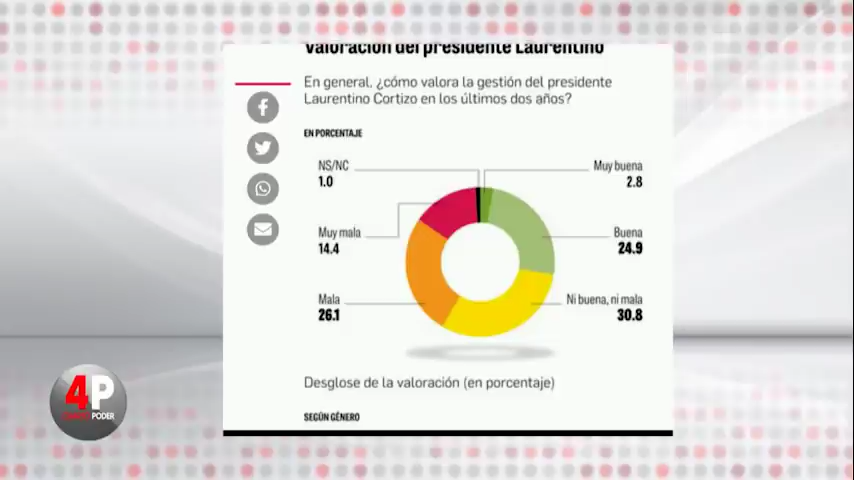 Valoración del presidente Laurentino
En general, ¿cómo valora la gestión del presidente
Laurentino Cortizo en los últimos dos años?
EN PORCENTAJE
NS/NC
1.0
Muy buena
2.8
Muy mala
14.4
Buena
24.9
Mala
26.1
Ni buena, ni mala
30.8
Desglose de la valoración (en porcentaje)
SEGÚN GÉNERO
4P
PODER